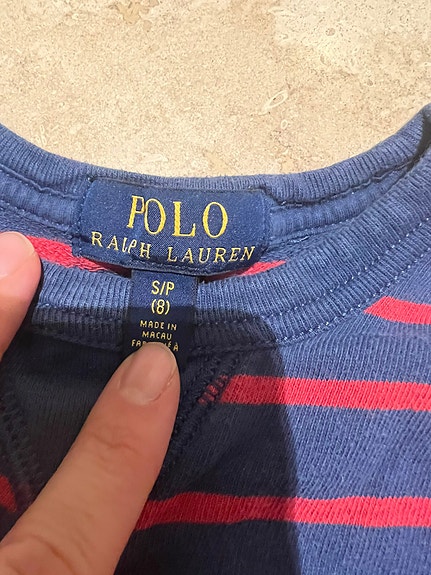 POLO
RALPH LAUREN
S/P
(8)
MADE IN
MACAU